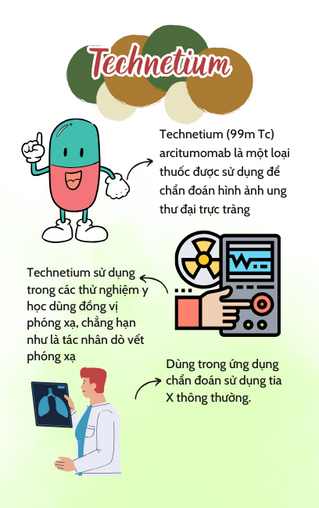 Technetium
Technetium (99m Tc)
arcitumomab là một loại
thuốc được sử dụng để
chẩn đoán hình ảnh ung
thư đại trực tràng
Technetium sử dụng
trong các thử nghiệm y
học dùng đồng vị
phóng xạ, chẳng hạn
như là tác nhân dò vết
phóng xạ
Dùng trong ứng dụng
chẩn đoán sử dụng tia
X thông thường.